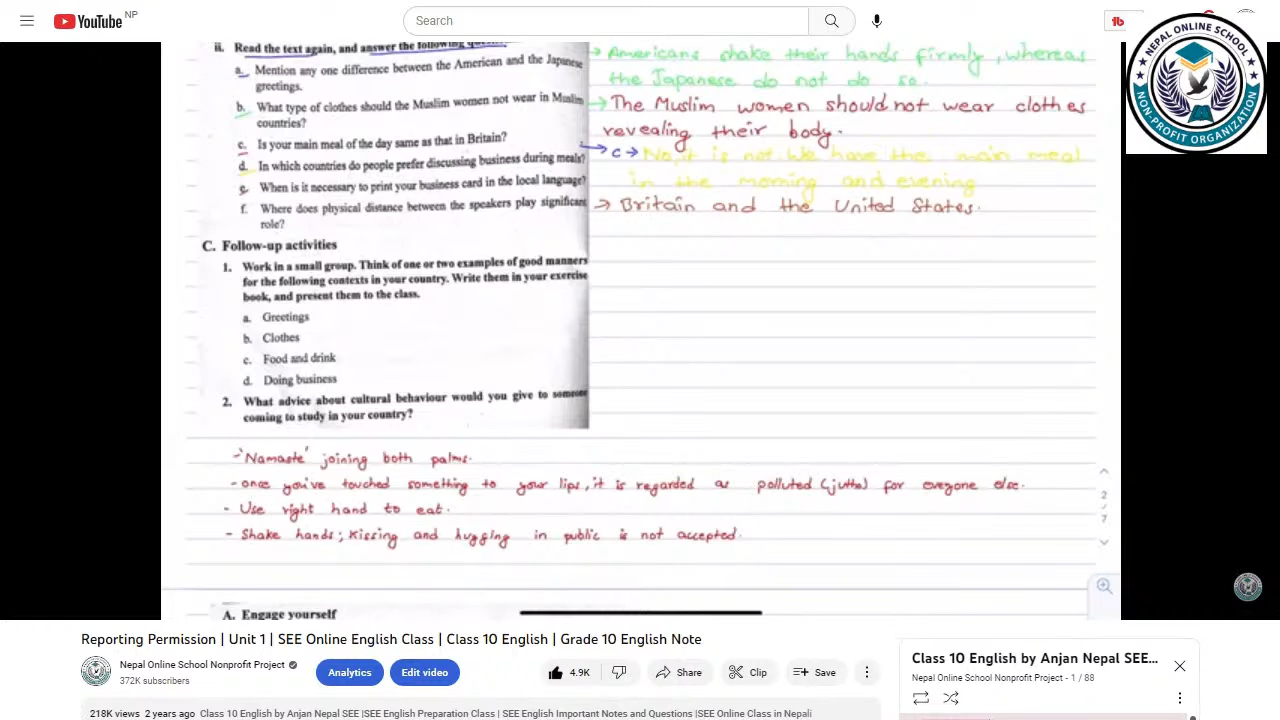 YouTube NP
Search
NEPAL ONLINE SCHOOL
NON-PROFIT ORGANIZATION
ii. Read the text again, and answer the following
a. Mention any one difference between the American and the Japanese
greetings.
b. What type of clothes should the Muslim women not wear in Muslim
countries?
c. Is your main meal of the day same as that in Britain?
d. In which countries do people prefer discussing business during meals?
e. When is it necessary to print your business card in the local language?
f. Where does physical distance between the speakers play significant
role?
→ Americans shake their hands firmly, whereas
the Japanese do not do so.
→ The Muslim women should not wear clothes
revealing their body.
→ c → No, it is not. We have the main meal
in the morning and evening
→ Britain and the United States.
C. Follow-up activities
1. Work in a small group. Think of one or two examples of good manners
for the following contexts in your country. Write them in your exercise
book, and present them to the class.
a. Greetings
b. Clothes
c. Food and drink
d. Doing business
2. What advice about cultural behaviour would you give to someone
coming to study in your country?
- 'Namaste' joining both palms.
- once you've touched something to your lips, it is regarded as polluted (jutho) for everyone else.
- Use right hand to eat.
- Shake hands; kissing and hugging in public is not accepted.
2
/
7
A. Engage yourself
Reporting Permission | Unit 1 | SEE Online English Class | Class 10 English | Grade 10 English Note
Nepal Online School Nonprofit Project
372K subscribers
Analytics
Edit video
4.9K
Share
Clip
Save
218K views 2 years ago Class 10 English by Anjan Nepal SEE |SEE English Preparation Class | SEE English Important Notes and Questions |SEE Online Class in Nepali
Class 10 English by Anjan Nepal SEE...
Nepal Online School Nonprofit Project - 1 / 88